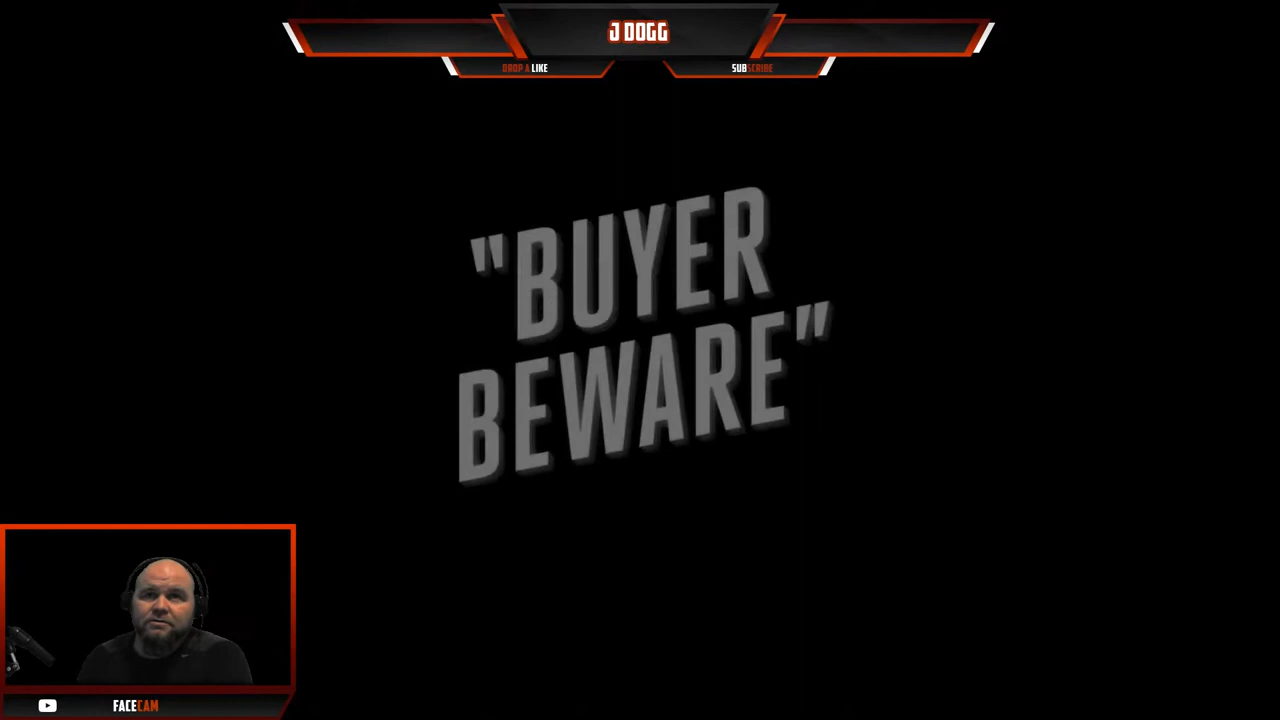 J DOGG
DROP A LIKE
SUBSCRIBE
"BUYER
BEWARE"
FACECAM